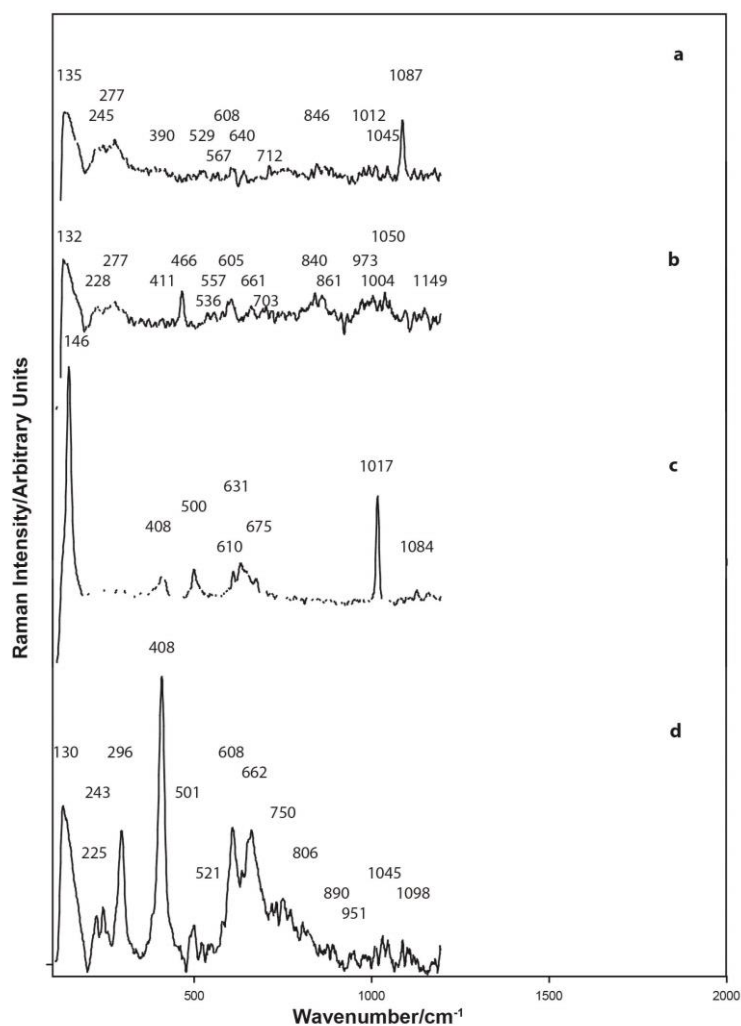 a
135 1087
277
245 608 846 1012
390 529 640 1045
567 712
b
132 1050
277 466 605 840 973
228 411 557 661 861 1004 1149
536 703
146
c
1017
631
500
408 675
610 1084
408
d
130 296 608
662
243 501
750
806
225
521 1045
890 1098
951
500 1000 1500 2000
Wavenumber/cm⁻¹
Raman Intensity/Arbitrary Units